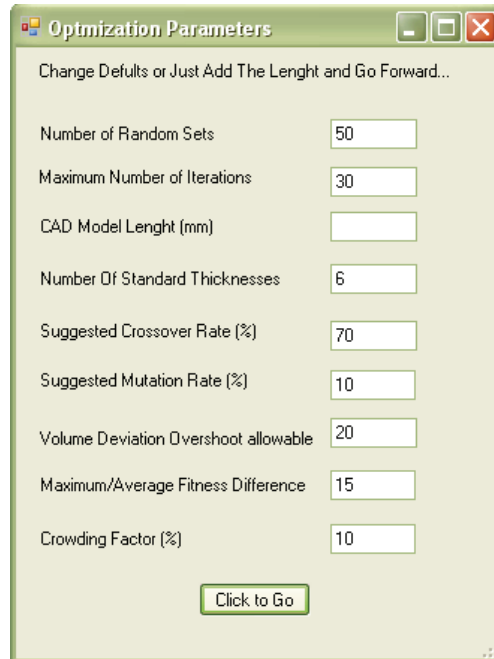 Optmization Parameters
Change Defults or Just Add The Lenght and Go Forward...
Number of Random Sets 50
Maximum Number of Iterations 30
CAD Model Lenght (mm)
Number Of Standard Thicknesses 6
Suggested Crossover Rate (%) 70
Suggested Mutation Rate (%) 10
Volume Deviation Overshoot allowable 20
Maximum/Average Fitness Difference 15
Crowding Factor (%) 10
Click to Go